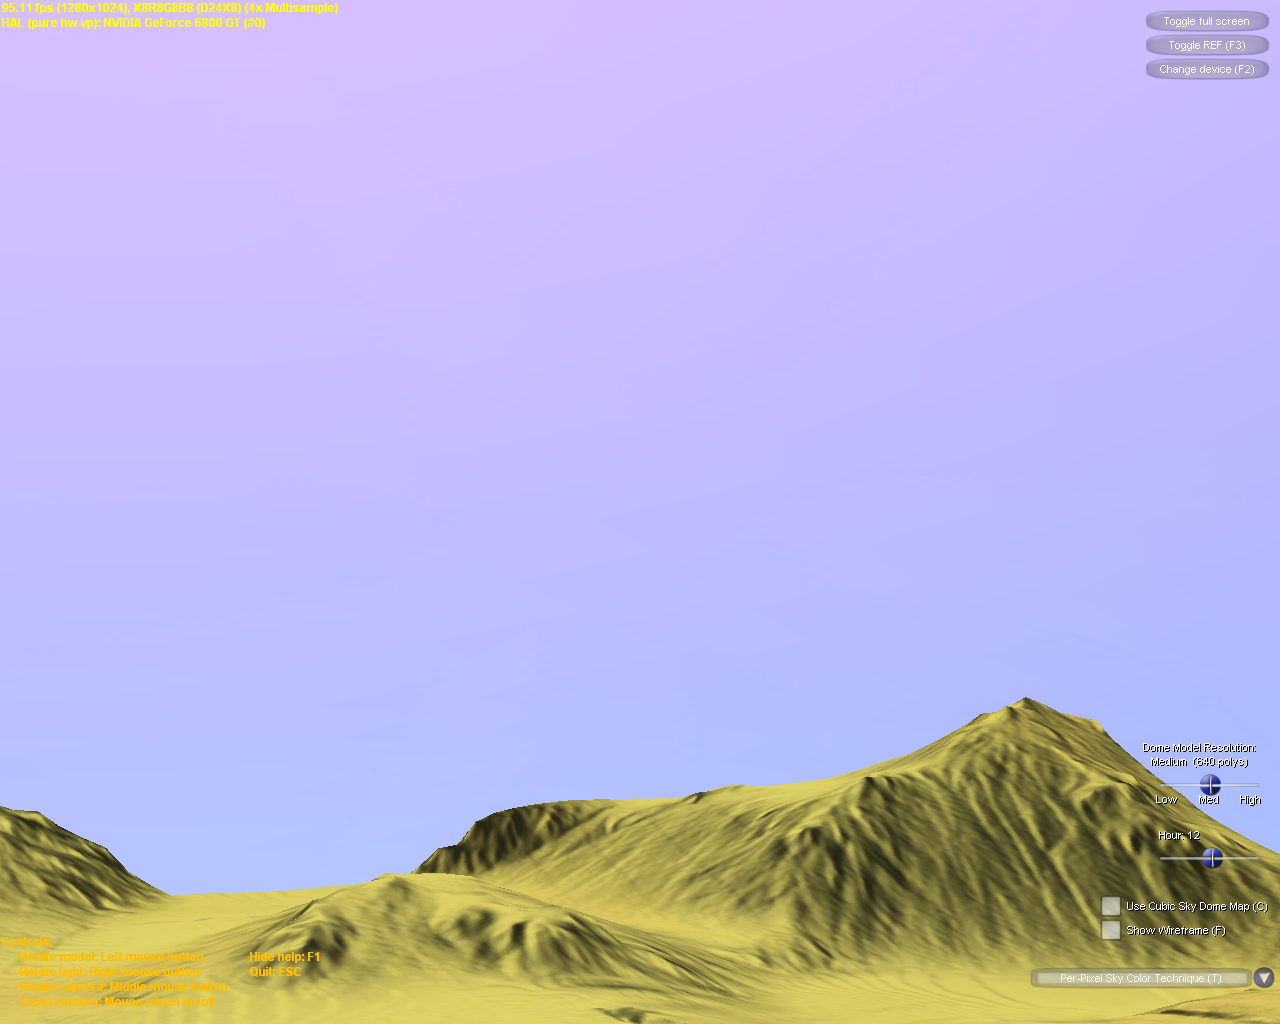 95.11 fps (1280x1024), X8R8G8B8 (D24X8) (4x Multisample)
HAL (pure hw vp): NVIDIA GeForce 6800 GT (#0)
Toggle full screen
Toggle REF (F3)
Change device (F2)
Dome Model Resolution:
Medium (640 polys)
Low Med High
Hour: 12
Use Cubic Sky Dome Map (C)
Show Wireframe (F)
Per-Pixel Sky Color Technique (T)
Controls:
Rotate model: Left mouse button
Rotate light: Right mouse button
Rotate camera: Middle mouse button
Zoom camera: Mouse wheel scroll
Hide help: F1
Quit: ESC